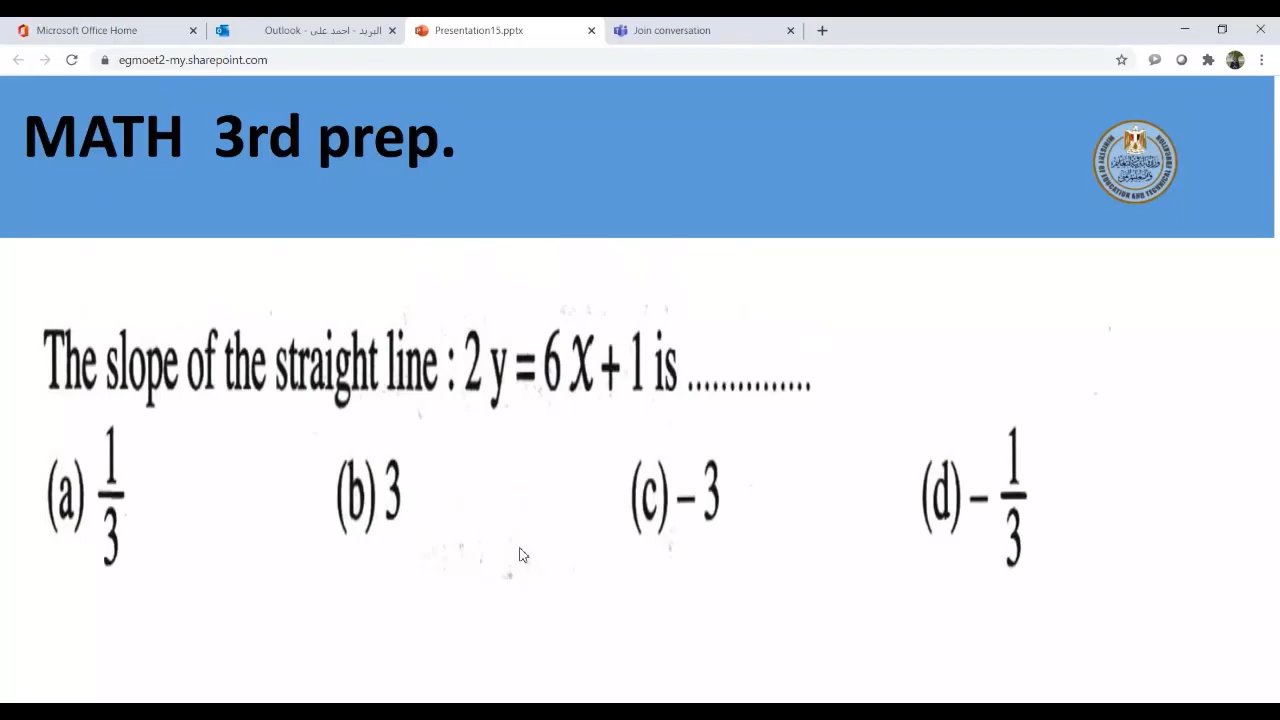 Microsoft Office Home
Outlook - البريد - احمد على
Presentation15.pptx
Join conversation
egmoet2-my.sharepoint.com
MATH 3rd prep.
The slope of the straight line : 2 y = 6 X + 1 is ...............
(a) 1/3 (b) 3 (c) – 3 (d) – 1/3